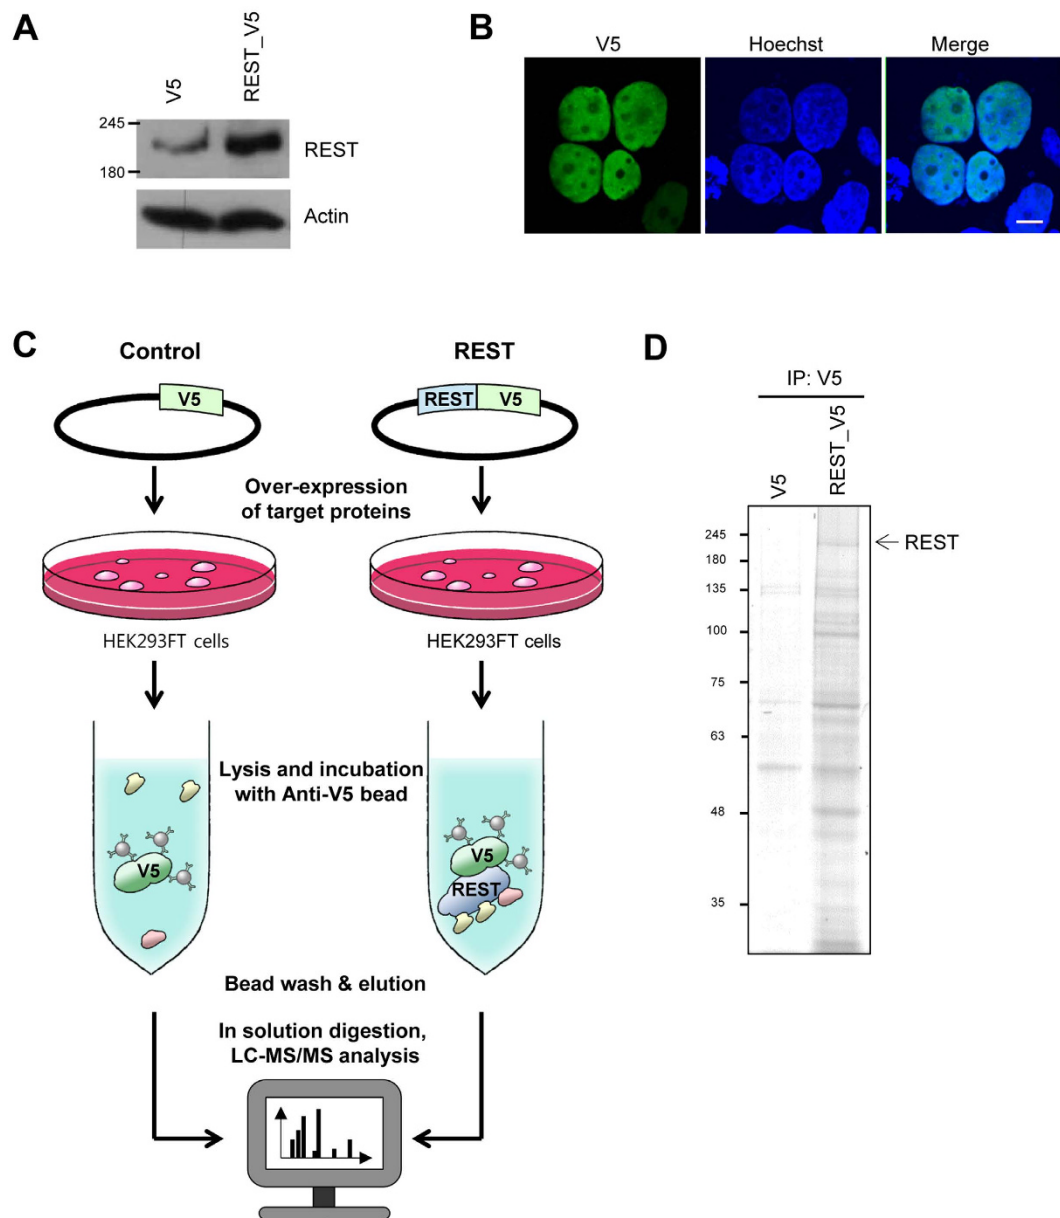 A
V5
REST_V5
245
180
REST
Actin
B
V5
Hoechst
Merge
C
Control
REST
V5
REST
V5
Over-expression
of target proteins
HEK293FT cells
HEK293FT cells
Lysis and incubation
with Anti-V5 bead
V5
V5
REST
Bead wash & elution
In solution digestion,
LC-MS/MS analysis
D
IP: V5
V5
REST_V5
245
180
135
100
75
63
48
35
REST